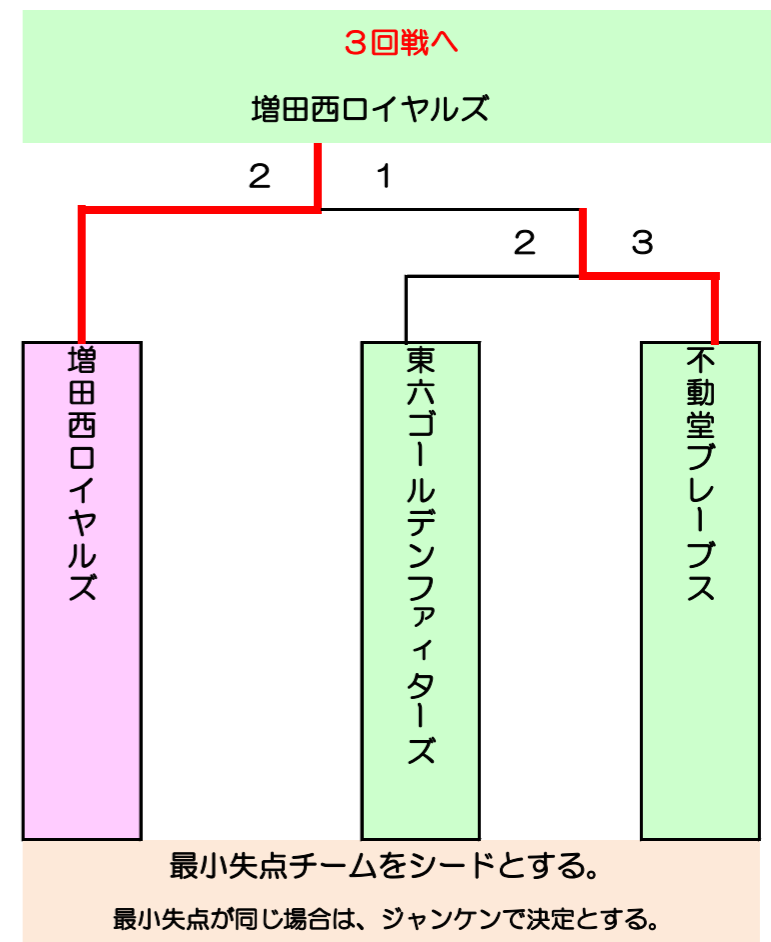 3回戦へ
増田西ロイヤルズ
2 1
2 3
増田西ロイヤルズ
東六ゴールデンファイターズ
不動堂ブレーブス
最小失点チームをシードとする。
最小失点が同じ場合は、ジャンケンで決定とする。